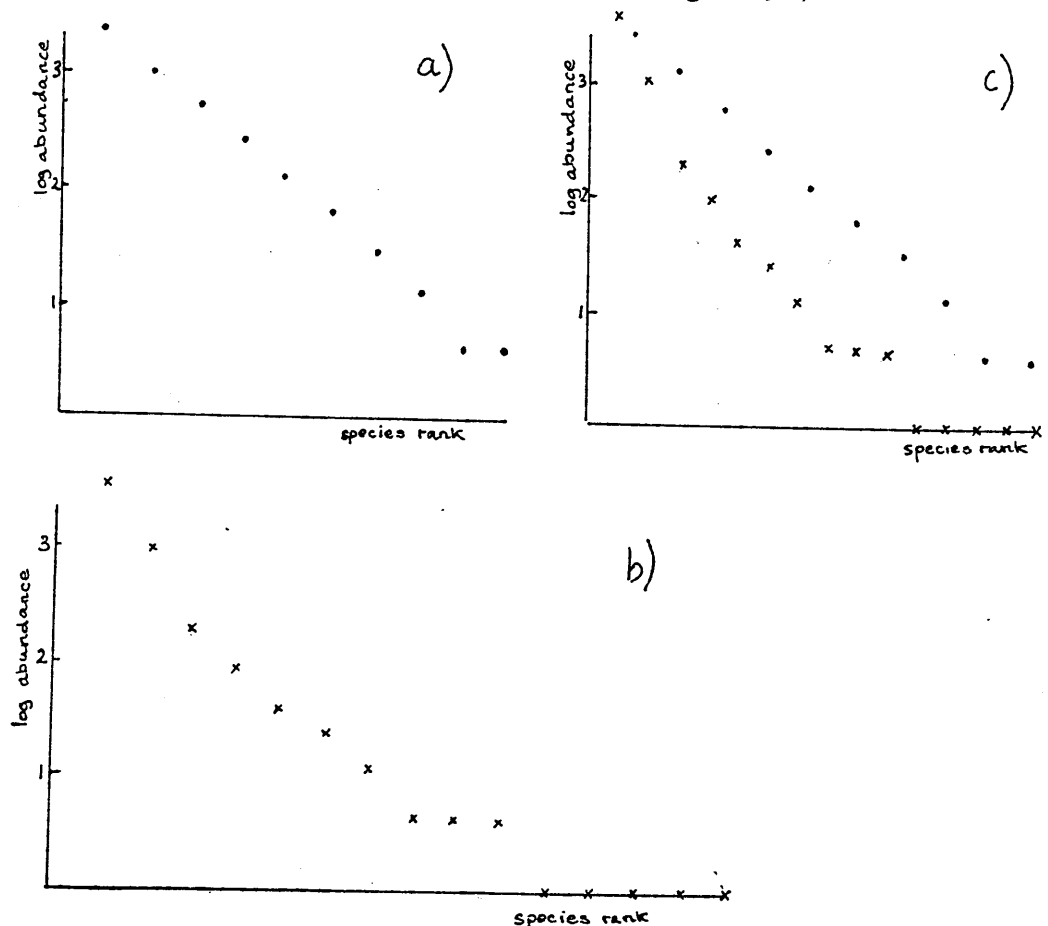 a)
3
2
1
log abundance
species rank
c)
3
2
1
log abundance
species rank
b)
3
2
1
log abundance
species rank